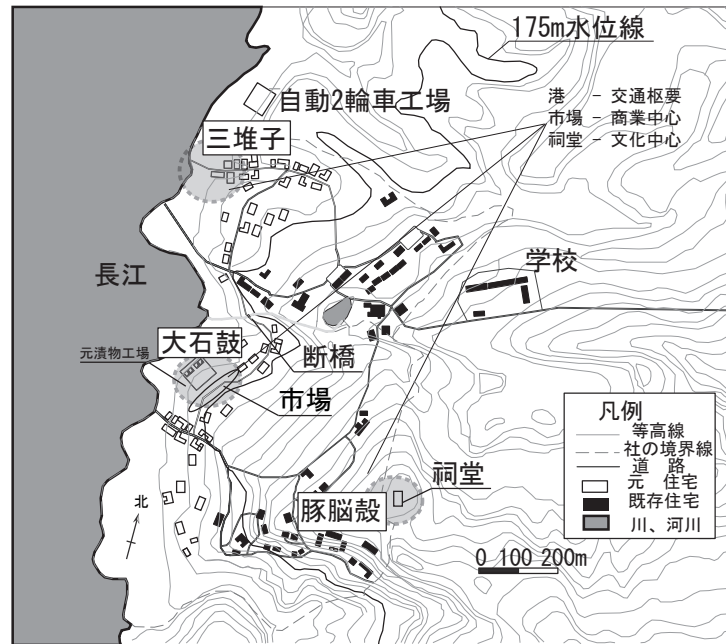 175m水位線
港 － 交通枢要
市場 － 商業中心
祠堂 － 文化中心
自動2輪車工場
三堆子
長江
学校
大石鼓
元漬物工場
断橋
市場
祠堂
豚脳殻
北
0 100 200m
凡例
等高線
社の境界線
道 路
元 住宅
既存住宅
川、河川